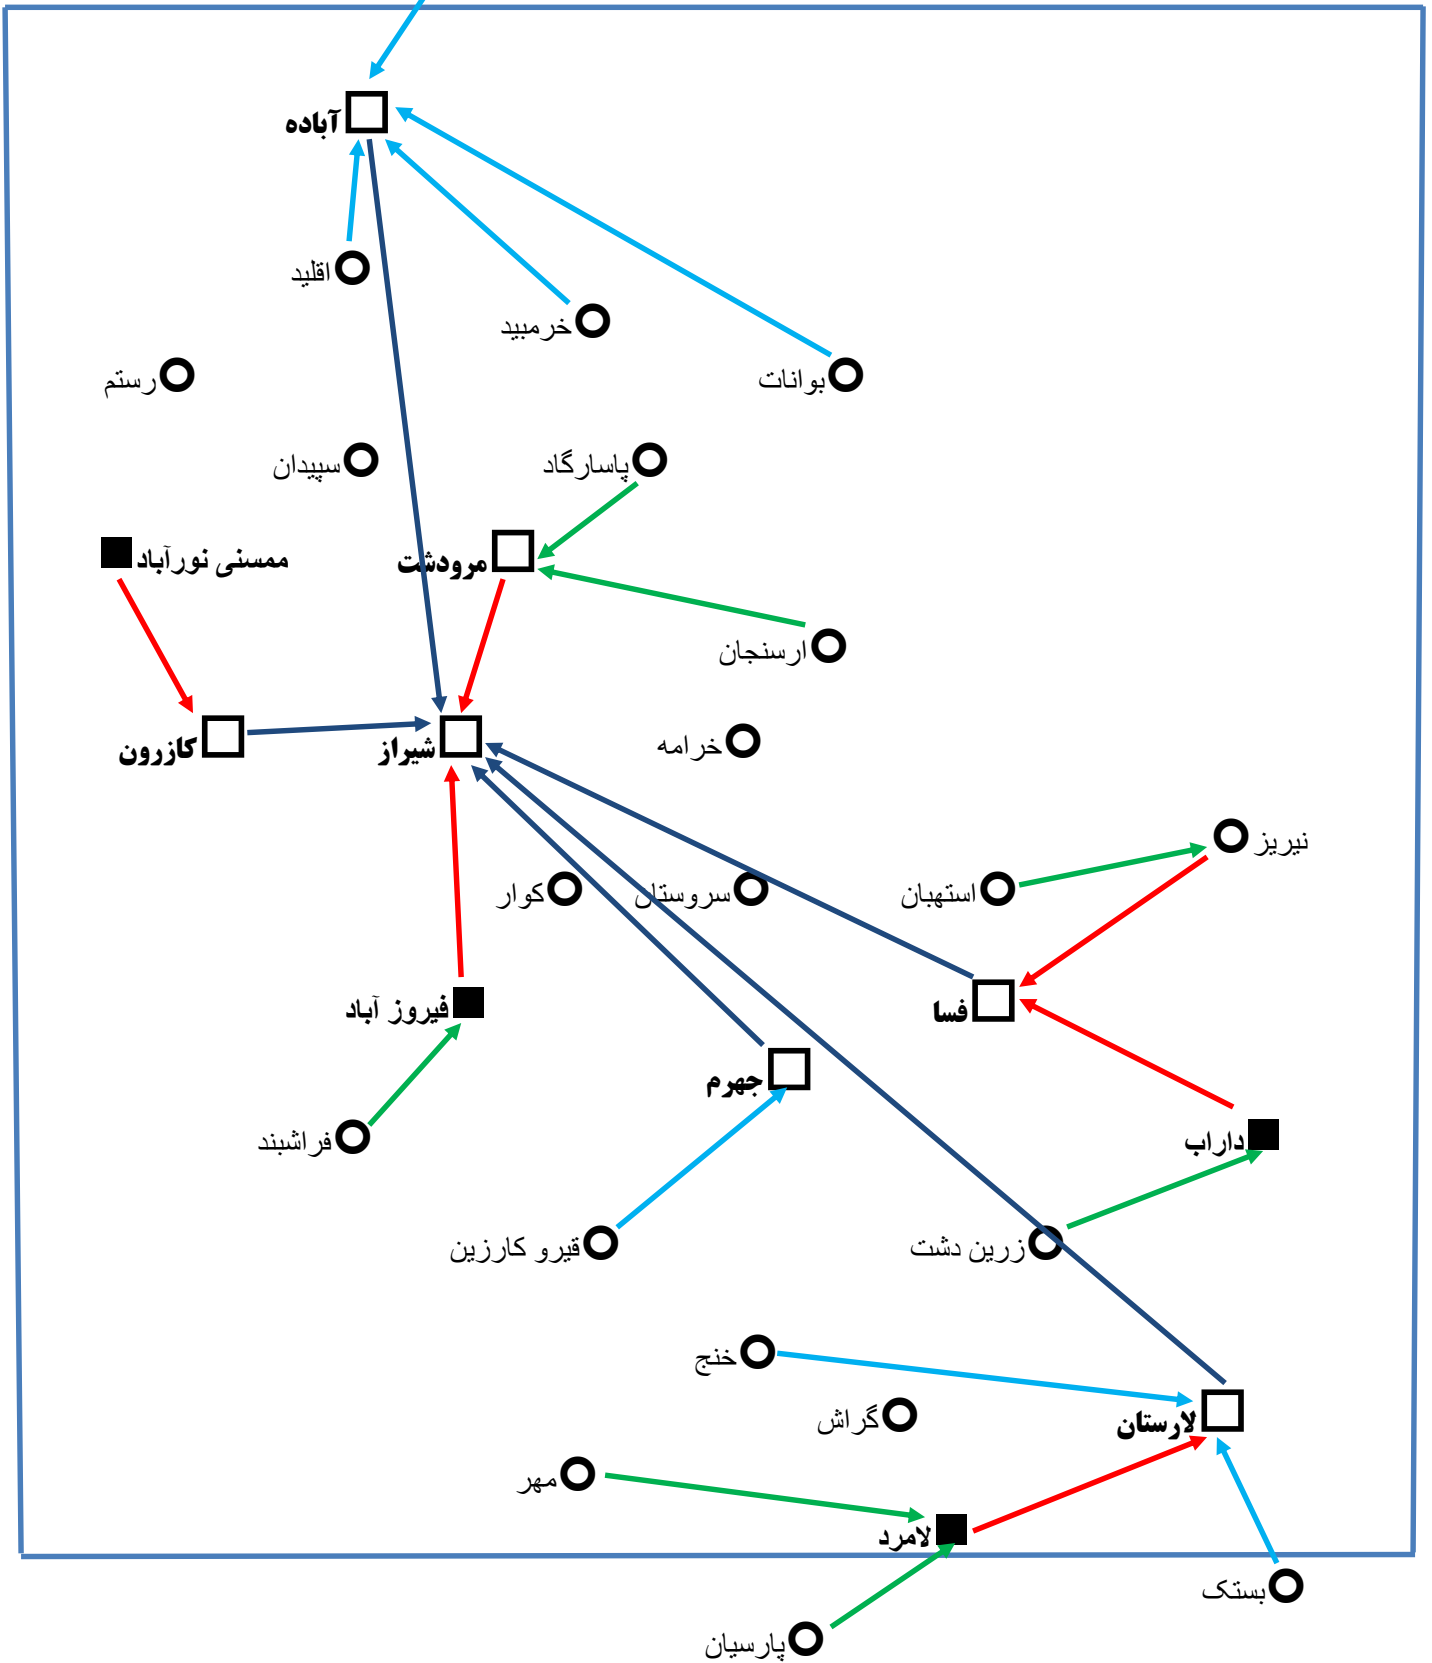 آباده
اقلید
خرمبید
رستم
بوانات
سپیدان
پاسارگاد
ممسنی نورآباد
مرودشت
ارسنجان
کازرون
شیراز
خرامه
نیریز
کوار
سروستان
استهبان
فیروز آباد
فسا
جهرم
فراشبند
داراب
قیرو کارزین
زرین دشت
خنج
گراش
لارستان
مهر
لامرد
بستک
پارسیان